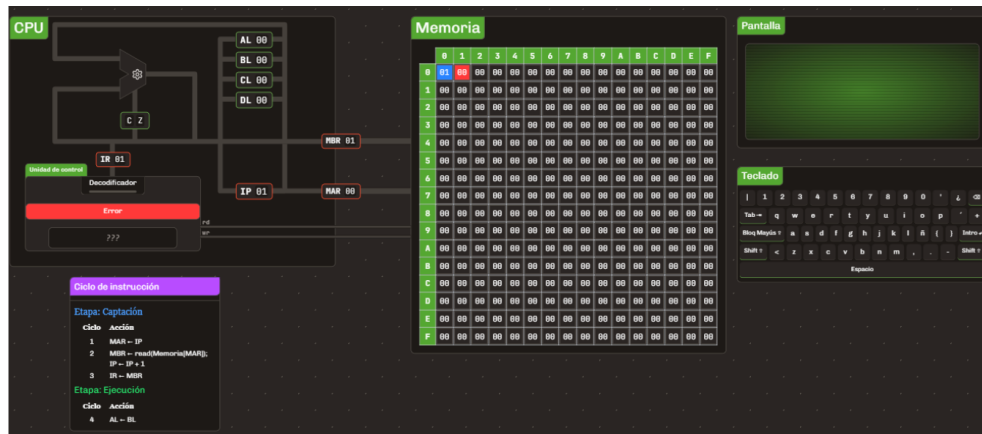 CPU
AL 00
BL 00
CL 00
DL 00
C Z
MBR 01
IR 01
Unidad de control
Decodificador
IP 01
MAR 00
Error
???
rd
wr
Ciclo de instrucción
Etapa: Captación
Ciclo Acción
1 MAR ← IP
2 MBR ← read(Memoria[MAR]);
IP ← IP + 1
3 IR ← MBR
Etapa: Ejecución
Ciclo Acción
4 AL ← BL
Memoria
0 1 2 3 4 5 6 7 8 9 A B C D E F
0 01 00 00 00 00 00 00 00 00 00 00 00 00 00 00 00
1 00 00 00 00 00 00 00 00 00 00 00 00 00 00 00 00
2 00 00 00 00 00 00 00 00 00 00 00 00 00 00 00 00
3 00 00 00 00 00 00 00 00 00 00 00 00 00 00 00 00
4 00 00 00 00 00 00 00 00 00 00 00 00 00 00 00 00
5 00 00 00 00 00 00 00 00 00 00 00 00 00 00 00 00
6 00 00 00 00 00 00 00 00 00 00 00 00 00 00 00 00
7 00 00 00 00 00 00 00 00 00 00 00 00 00 00 00 00
8 00 00 00 00 00 00 00 00 00 00 00 00 00 00 00 00
9 00 00 00 00 00 00 00 00 00 00 00 00 00 00 00 00
A 00 00 00 00 00 00 00 00 00 00 00 00 00 00 00 00
B 00 00 00 00 00 00 00 00 00 00 00 00 00 00 00 00
C 00 00 00 00 00 00 00 00 00 00 00 00 00 00 00 00
D 00 00 00 00 00 00 00 00 00 00 00 00 00 00 00 00
E 00 00 00 00 00 00 00 00 00 00 00 00 00 00 00 00
F 00 00 00 00 00 00 00 00 00 00 00 00 00 00 00 00
Pantalla
Teclado
| 1 2 3 4 5 6 7 8 9 0 ' ¿
Tab q w e r t y u i o p ´ +
Bloq Mayús a s d f g h j k l ñ { } Intro
Shift < z x c v b n m , . - Shift
Espacio